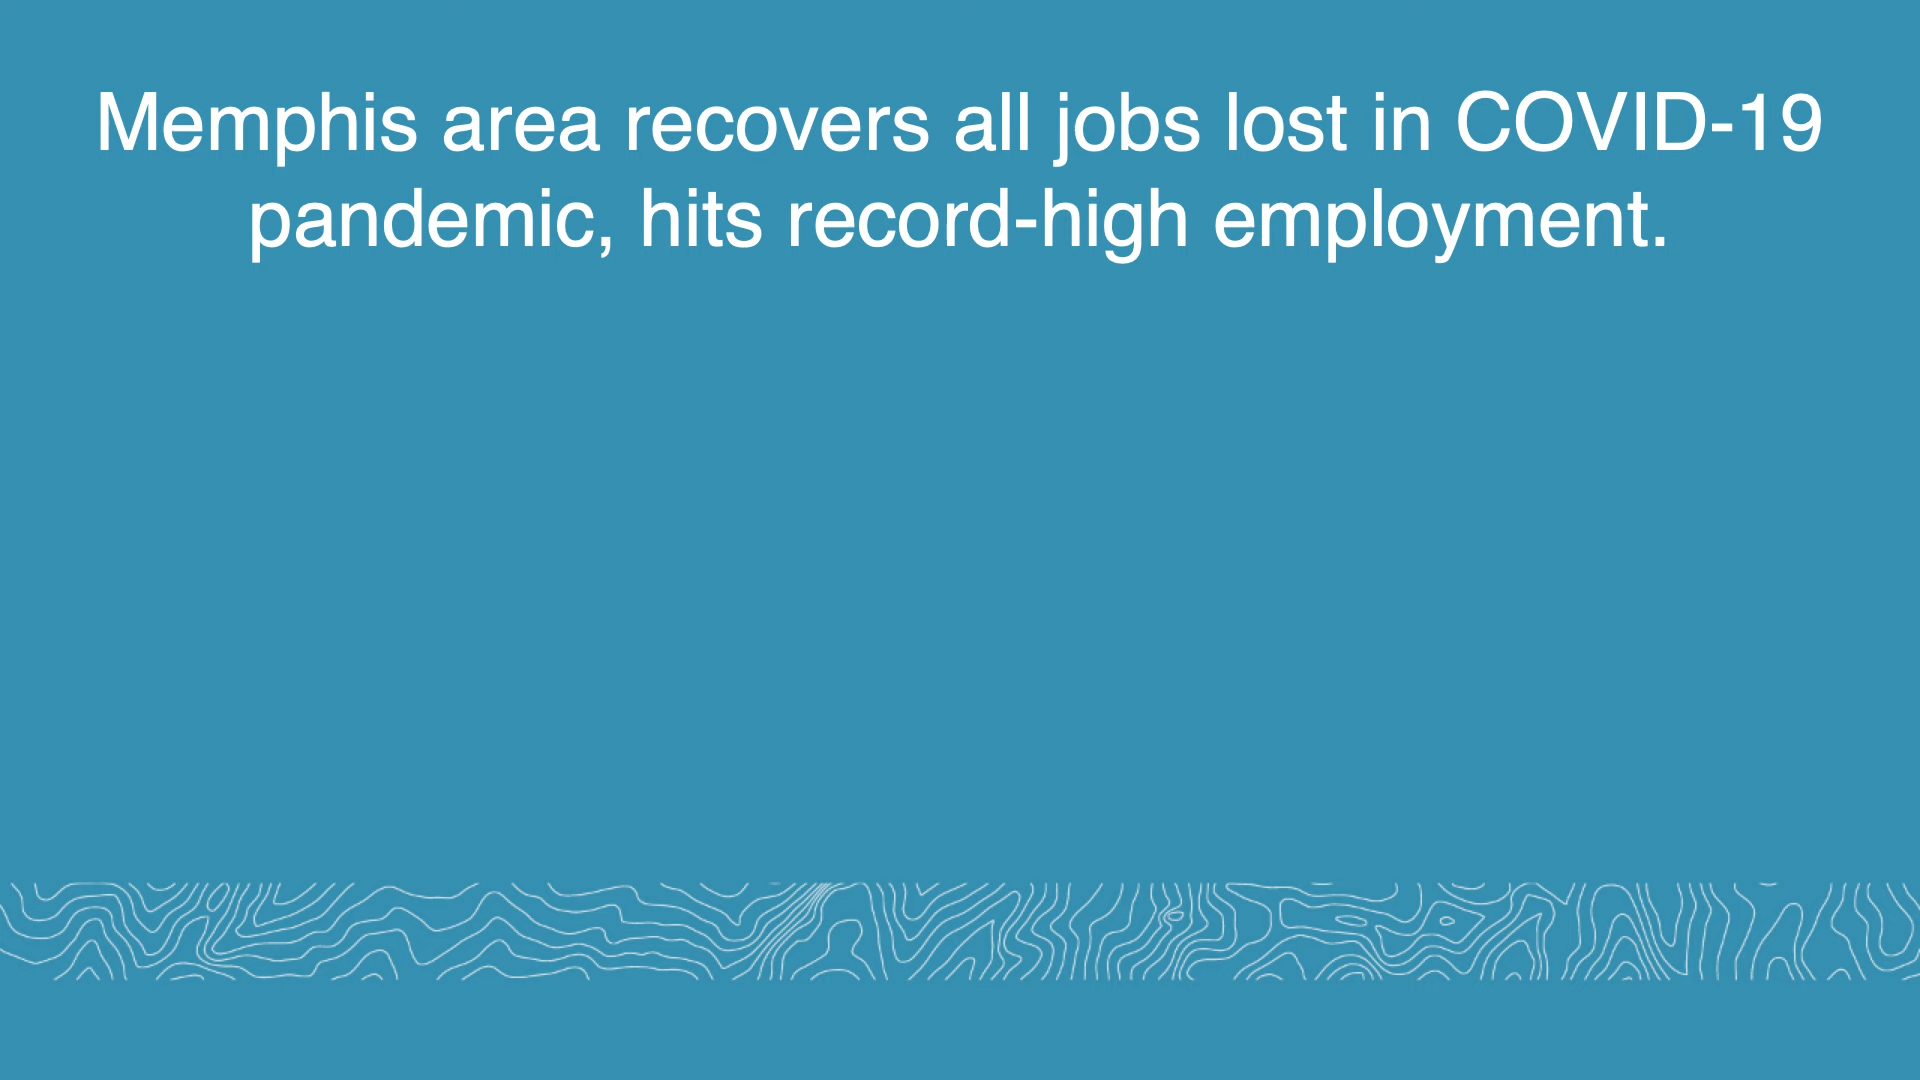 Memphis area recovers all jobs lost in COVID-19
pandemic, hits record-high employment.